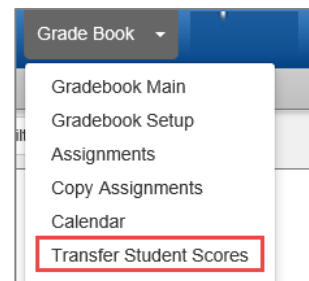 Grade Book
Gradebook Main
Gradebook Setup
Assignments
Copy Assignments
Calendar
Transfer Student Scores